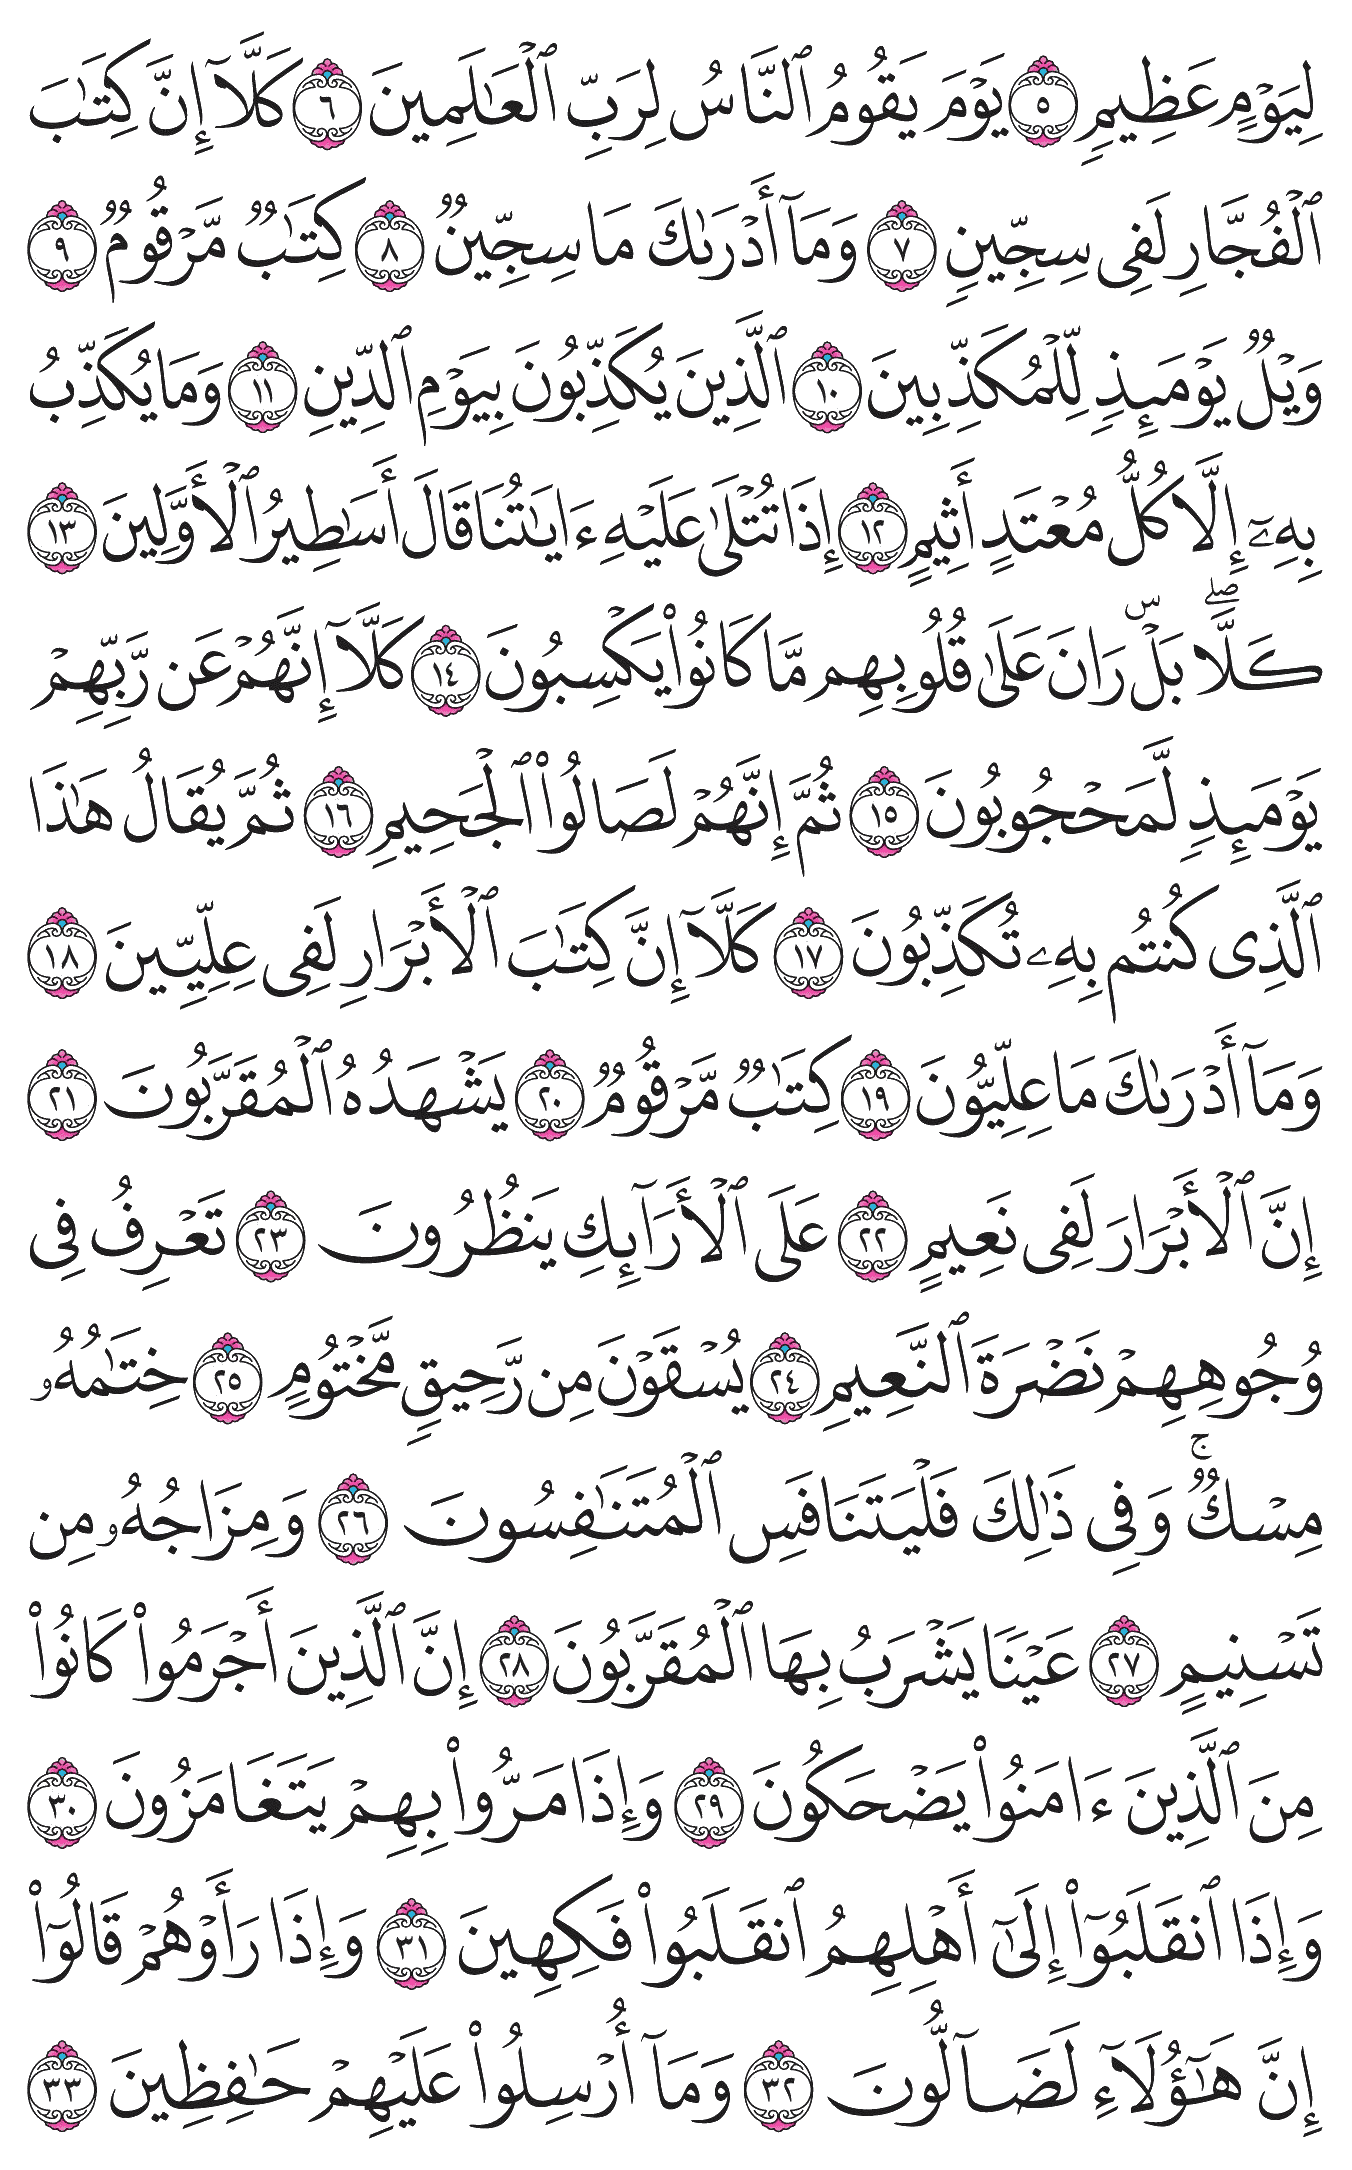 لِيَوْمٍ عَظِيمٍ ٥ يَوْمَ يَقُومُ ٱلنَّاسُ لِرَبِّ ٱلْعَٰلَمِينَ ٦ كَلَّآ إِنَّ كِتَٰبَ
ٱلْفُجَّارِ لَفِى سِجِّينٍ ٧ وَمَآ أَدْرَىٰكَ مَا سِجِّينٌ ٨ كِتَٰبٌ مَّرْقُومٌ ٩
وَيْلٌ يَوْمَئِذٍ لِّلْمُكَذِّبِينَ ١٠ ٱلَّذِينَ يُكَذِّبُونَ بِيَوْمِ ٱلدِّينِ ١١ وَمَا يُكَذِّبُ
بِهِۦٓ إِلَّا كُلُّ مُعْتَدٍ أَثِيمٍ ١٢ إِذَا تُتْلَىٰ عَلَيْهِ ءَايَٰتُنَا قَالَ أَسَٰطِيرُ ٱلْأَوَّلِينَ ١٣
كَلَّا ۖ بَلْ ۜ رَانَ عَلَىٰ قُلُوبِهِم مَّا كَانُوا۟ يَكْسِبُونَ ١٤ كَلَّآ إِنَّهُمْ عَن رَّبِّهِمْ
يَوْمَئِذٍ لَّمَحْجُوبُونَ ١٥ ثُمَّ إِنَّهُمْ لَصَالُوا۟ ٱلْجَحِيمِ ١٦ ثُمَّ يُقَالُ هَٰذَا
ٱلَّذِى كُنتُم بِهِۦ تُكَذِّبُونَ ١٧ كَلَّآ إِنَّ كِتَٰبَ ٱلْأَبْرَارِ لَفِى عِلِّيِّينَ ١٨
وَمَآ أَدْرَىٰكَ مَا عِلِّيُّونَ ١٩ كِتَٰبٌ مَّرْقُومٌ ٢٠ يَشْهَدُهُ ٱلْمُقَرَّبُونَ ٢١
إِنَّ ٱلْأَبْرَارَ لَفِى نَعِيمٍ ٢٢ عَلَى ٱلْأَرَآئِكِ يَنظُرُونَ ٢٣ تَعْرِفُ فِى
وُجُوهِهِمْ نَضْرَةَ ٱلنَّعِيمِ ٢٤ يُسْقَوْنَ مِن رَّحِيقٍ مَّخْتُومٍ ٢٥ خِتَٰمُهُۥ
مِسْكٌ ۚ وَفِى ذَٰلِكَ فَلْيَتَنَافَسِ ٱلْمُتَنَٰفِسُونَ ٢٦ وَمِزَاجُهُۥ مِن
تَسْنِيمٍ ٢٧ عَيْنًا يَشْرَبُ بِهَا ٱلْمُقَرَّبُونَ ٢٨ إِنَّ ٱلَّذِينَ أَجْرَمُوا۟ كَانُوا۟
مِنَ ٱلَّذِينَ ءَامَنُوا۟ يَضْحَكُونَ ٢٩ وَإِذَا مَرُّوا۟ بِهِمْ يَتَغَامَزُونَ ٣٠
وَإِذَا ٱنقَلَبُوٓا۟ إِلَىٰٓ أَهْلِهِمُ ٱنقَلَبُوا۟ فَكِهِينَ ٣١ وَإِذَا رَأَوْهُمْ قَالُوٓا۟
إِنَّ هَٰٓؤُلَآءِ لَضَآلُّونَ ٣٢ وَمَآ أُرْسِلُوا۟ عَلَيْهِمْ حَٰفِظِينَ ٣٣